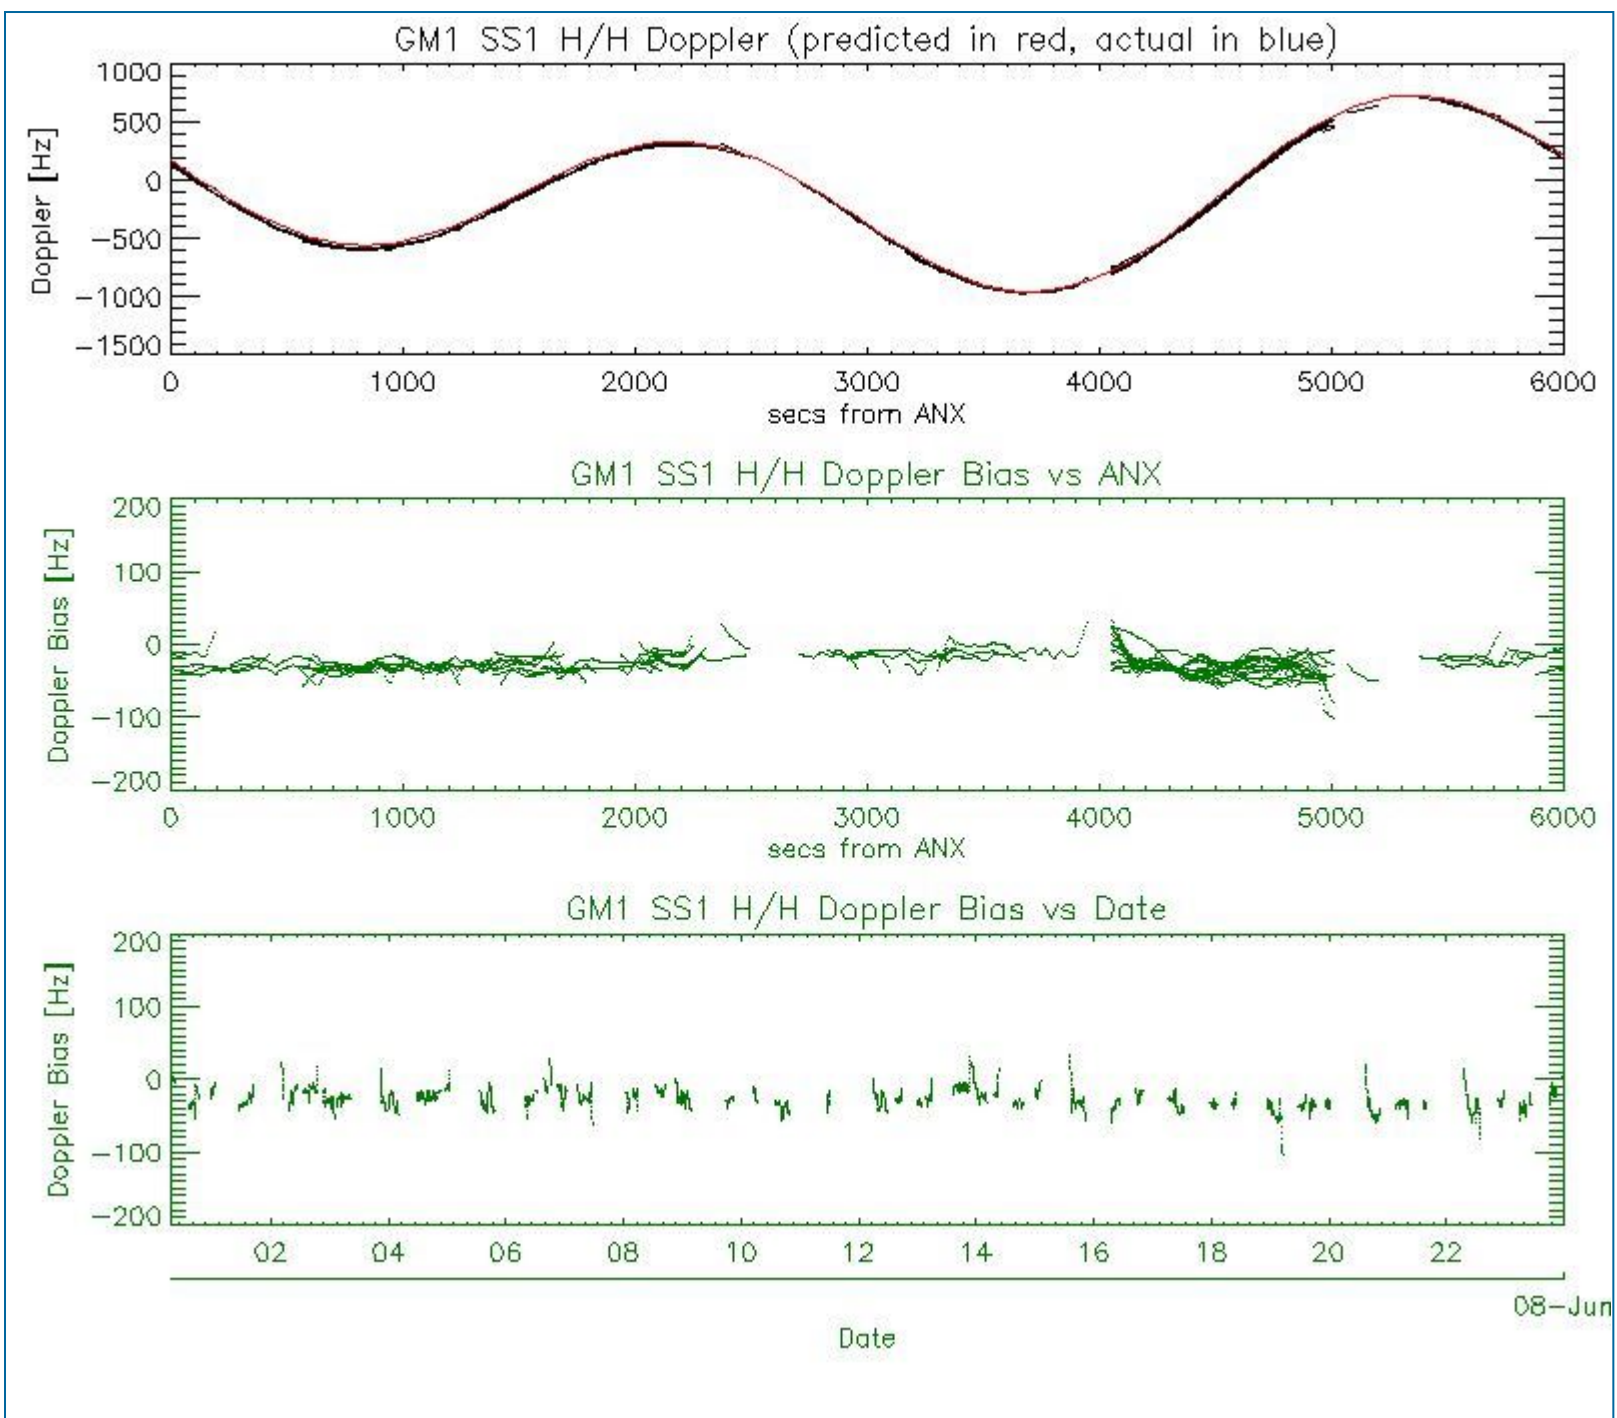 GM1 SS1 H/H Doppler (predicted in red, actual in blue)
Doppler [Hz]
1000
500
0
-500
-1000
-1500
0 1000 2000 3000 4000 5000 6000
secs from ANX
GM1 SS1 H/H Doppler Bias vs ANX
Doppler Bias [Hz]
200
100
0
-100
-200
0 1000 2000 3000 4000 5000 6000
secs from ANX
GM1 SS1 H/H Doppler Bias vs Date
Doppler Bias [Hz]
200
100
0
-100
-200
02 04 06 08 10 12 14 16 18 20 22
08-Jun
Date